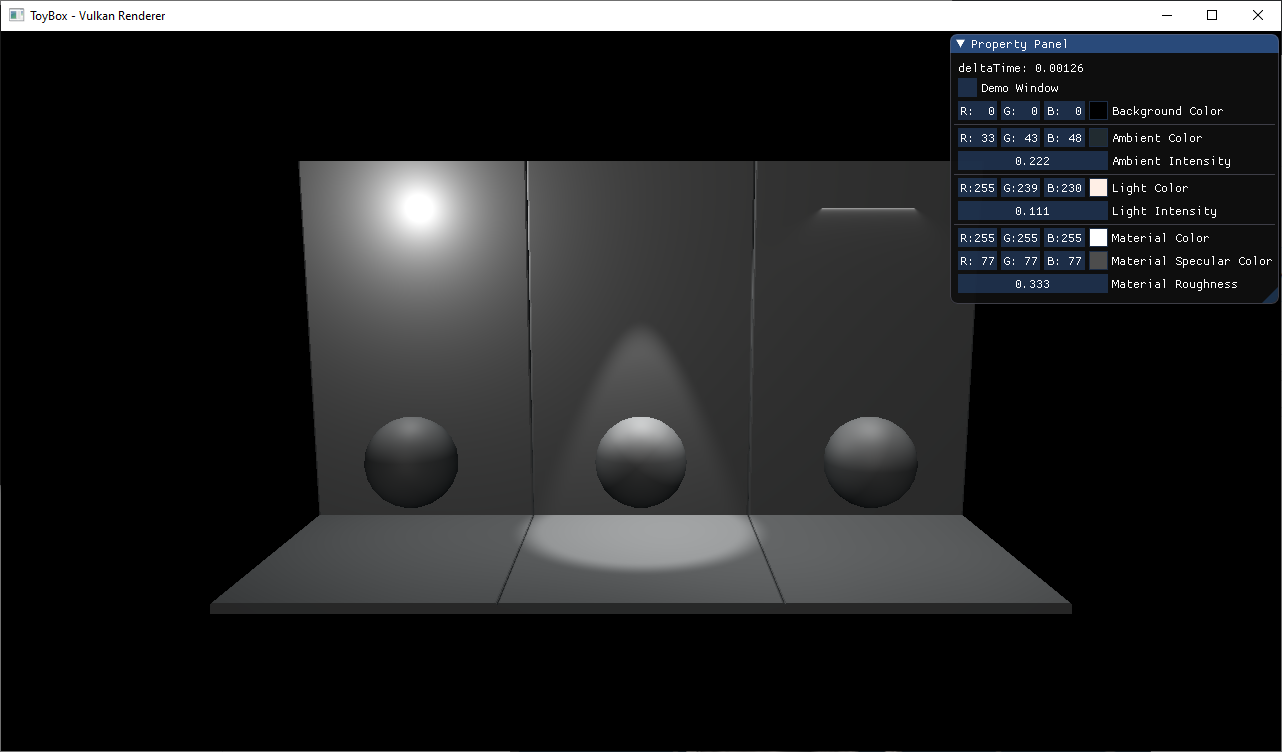 ToyBox - Vulkan Renderer
Property Panel
deltaTime: 0.00126
Demo Window
R: 0 G: 0 B: 0 Background Color
R: 33 G: 43 B: 48 Ambient Color
0.222 Ambient Intensity
R:255 G:239 B:230 Light Color
0.111 Light Intensity
R:255 G:255 B:255 Material Color
R: 77 G: 77 B: 77 Material Specular Color
0.333 Material Roughness